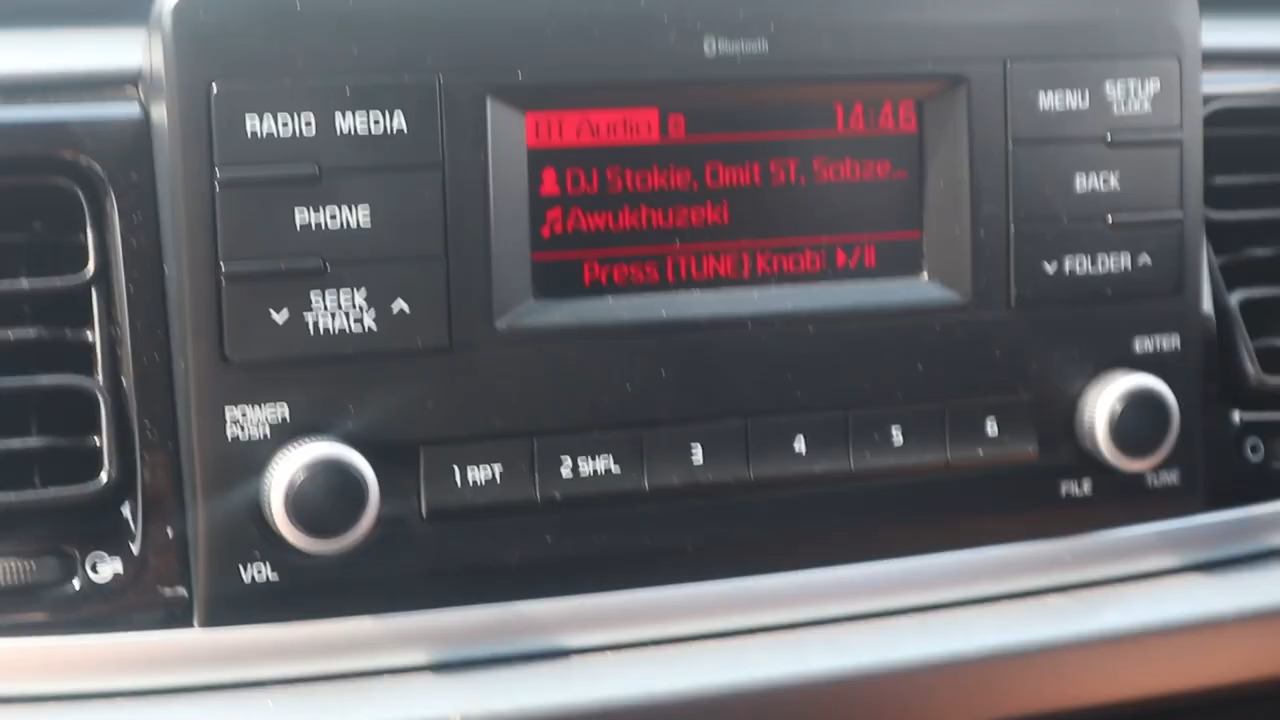 Bluetooth
RADIO MEDIA
PHONE
SEEK
TRACK
BT Audio 14:46
DJ Stokie, Omit ST, Sobze...
Awukhuzeki
Press [TUNE] Knob: ▶/II
MENU SETUP
CLOCK
BACK
FOLDER
POWER
PUSH
VOL
1 RPT
2 SHFL
3
4
5
6
ENTER
FILE
TUNE